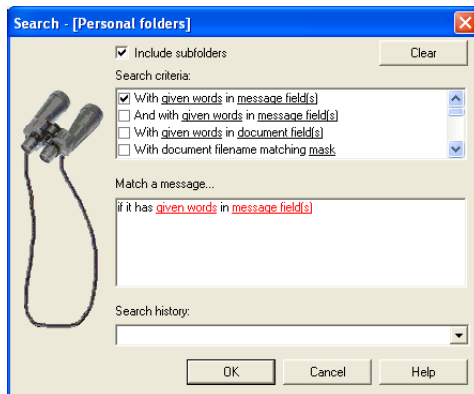 Search - [Personal folders]
Include subfolders
Clear
Search criteria:
With given words in message field(s)
And with given words in message field(s)
With given words in document field(s)
With document filename matching mask
Match a message...
if it has given words in message field(s)
Search history:
OK
Cancel
Help